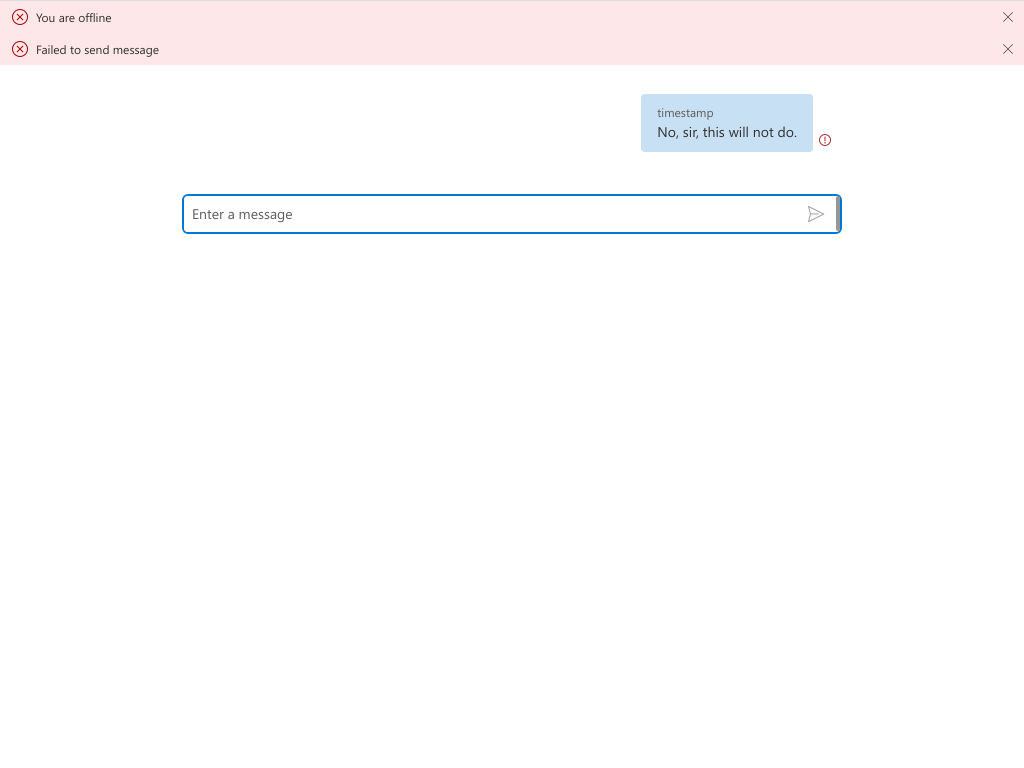 You are offline
Failed to send message
timestamp
No, sir, this will not do.
Enter a message